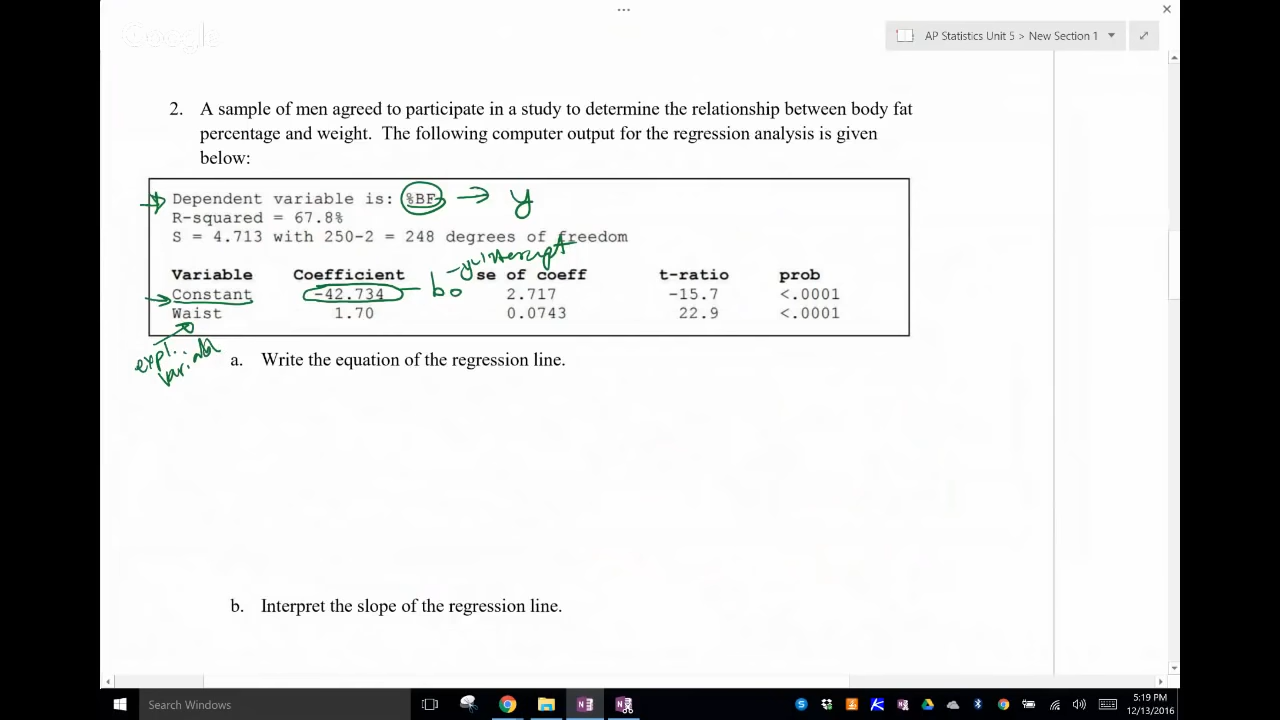 Google
AP Statistics Unit 5 > New Section 1
2. A sample of men agreed to participate in a study to determine the relationship between body fat
percentage and weight. The following computer output for the regression analysis is given
below:
Dependent variable is: %BF → y
R-squared = 67.8%
S = 4.713 with 250-2 = 248 degrees of freedom
-y-intercept
Variable Coefficient se of coeff t-ratio prob
Constant -42.734 b0 2.717 -15.7 <.0001
Waist 1.70 0.0743 22.9 <.0001
expl.
variable
a. Write the equation of the regression line.
b. Interpret the slope of the regression line.
Search Windows
5:19 PM
12/13/2016